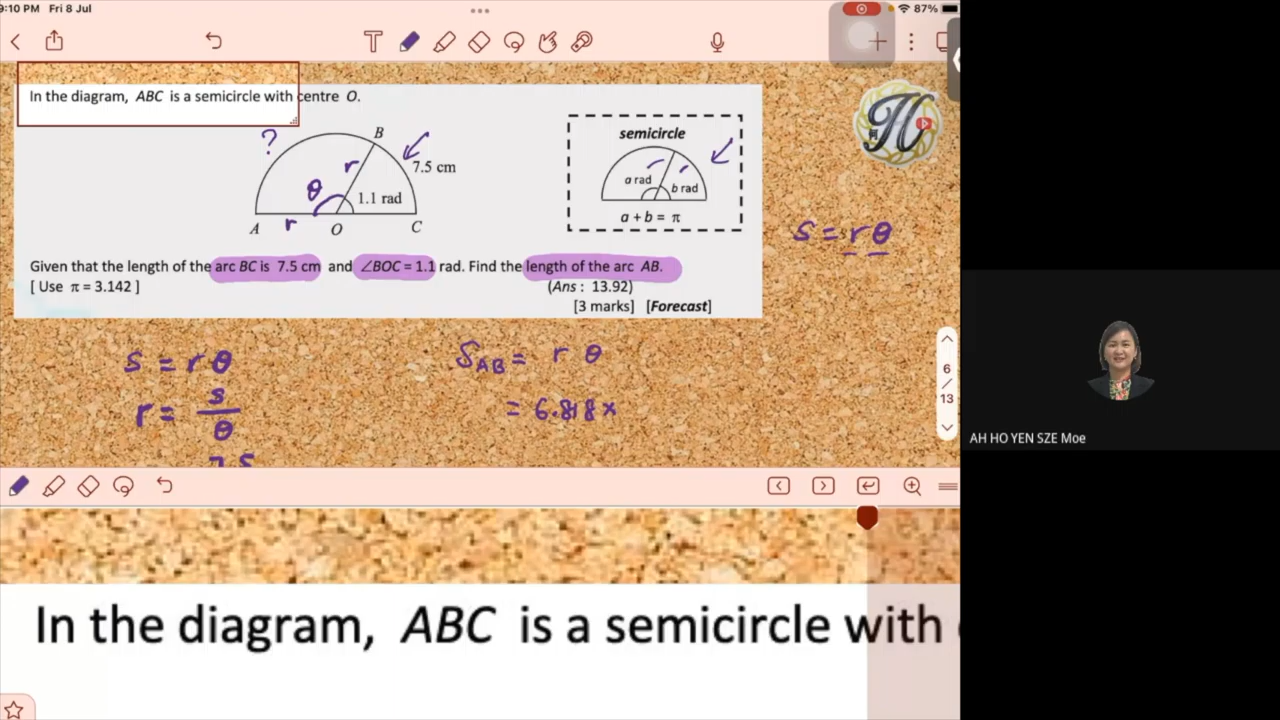 9:10 PM Fri 8 Jul
87%
In the diagram, ABC is a semicircle with centre O.
?
B
r
7.5 cm
θ
1.1 rad
r
A
O
C
semicircle
a rad
b rad
a + b = π
s = rθ
Given that the length of the arc BC is 7.5 cm and ∠BOC = 1.1 rad. Find the length of the arc AB.
[ Use π = 3.142 ]
(Ans : 13.92)
[3 marks] [Forecast]
s = rθ
r = s / θ
7.5
S AB = r θ
= 6.818 ×
6
/
13
In the diagram, ABC is a semicircle with
AH HO YEN SZE Moe